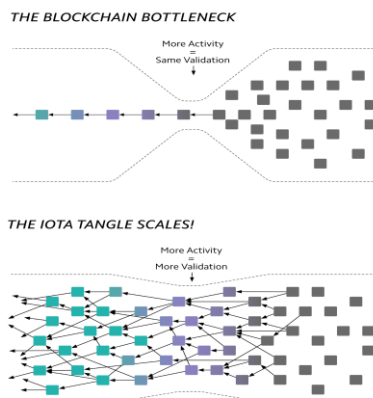 THE BLOCKCHAIN BOTTLENECK
More Activity
=
Same Validation
THE IOTA TANGLE SCALES!
More Activity
=
More Validation